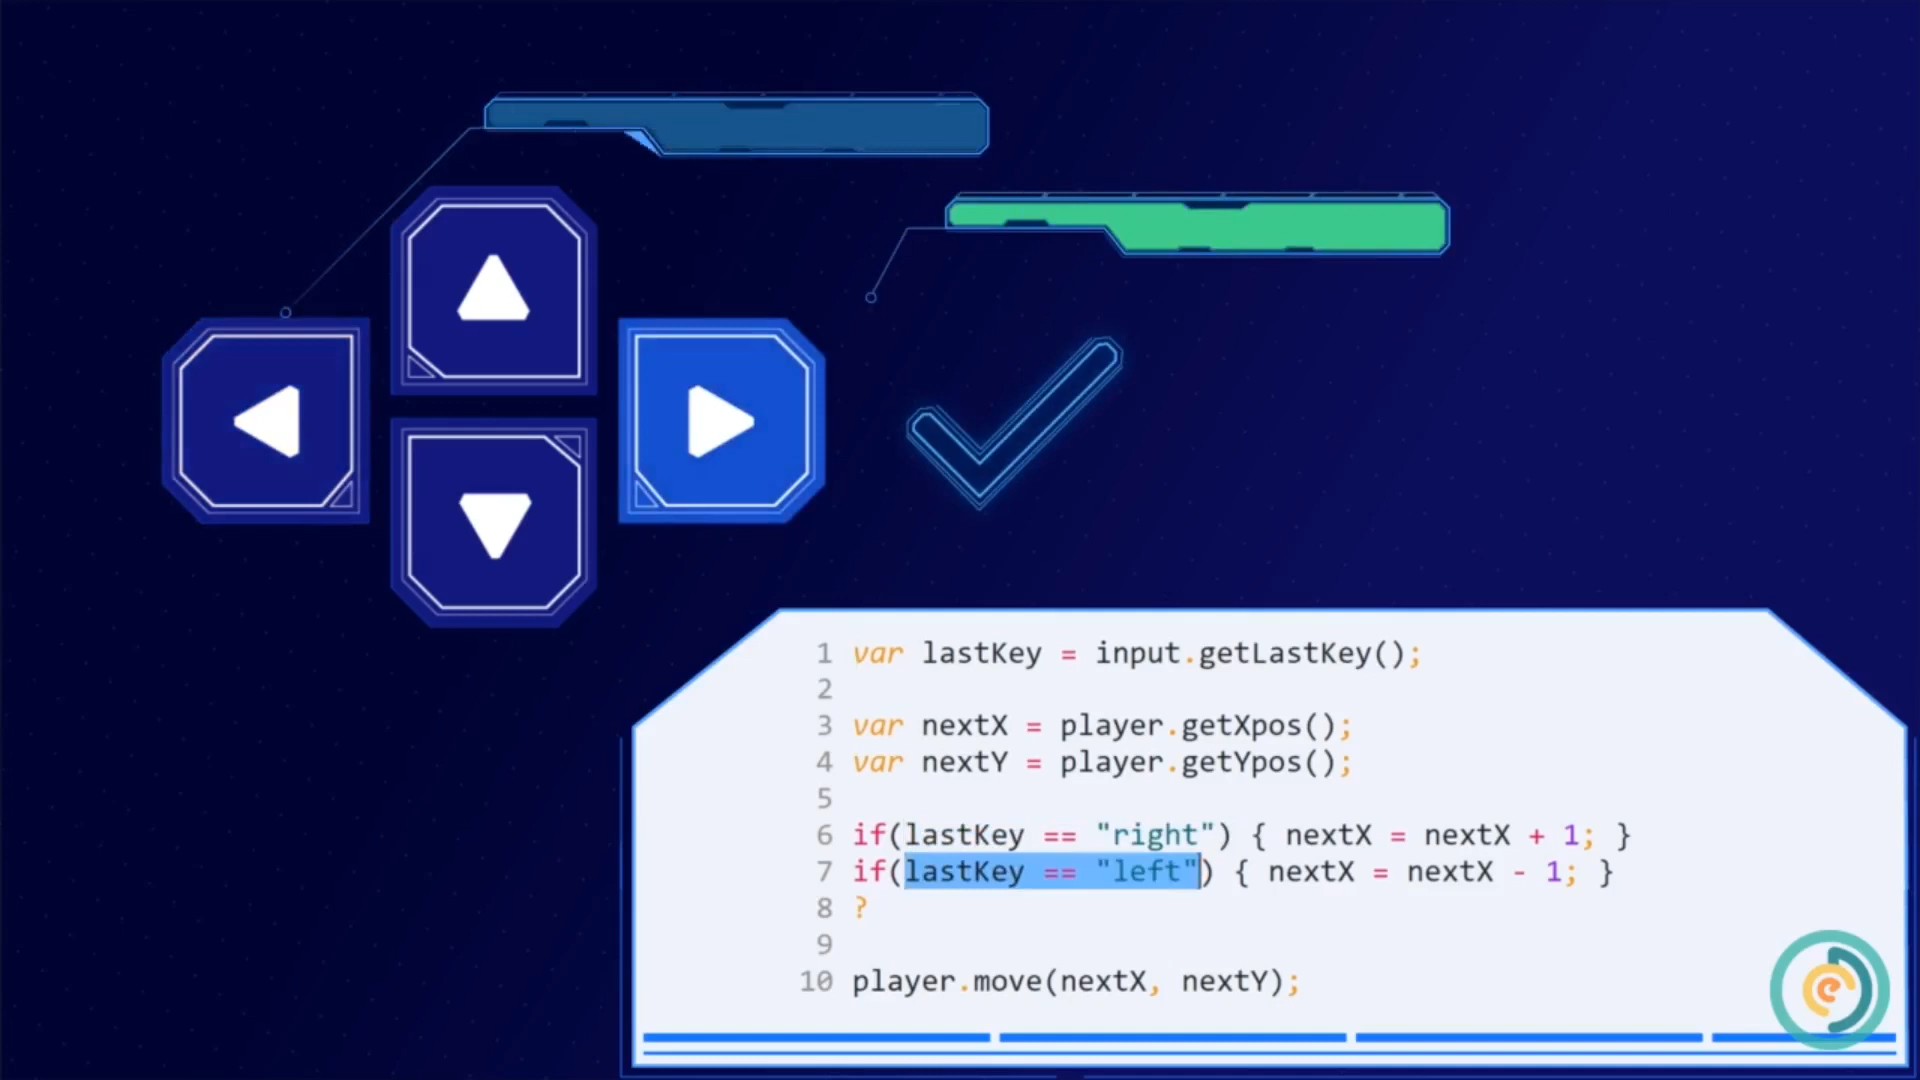 1 var lastKey = input.getLastKey();
2
3 var nextX = player.getXpos();
4 var nextY = player.getYpos();
5
6 if(lastKey == "right") { nextX = nextX + 1; }
7 if(lastKey == "left") { nextX = nextX - 1; }
8 ?
9
10 player.move(nextX, nextY);